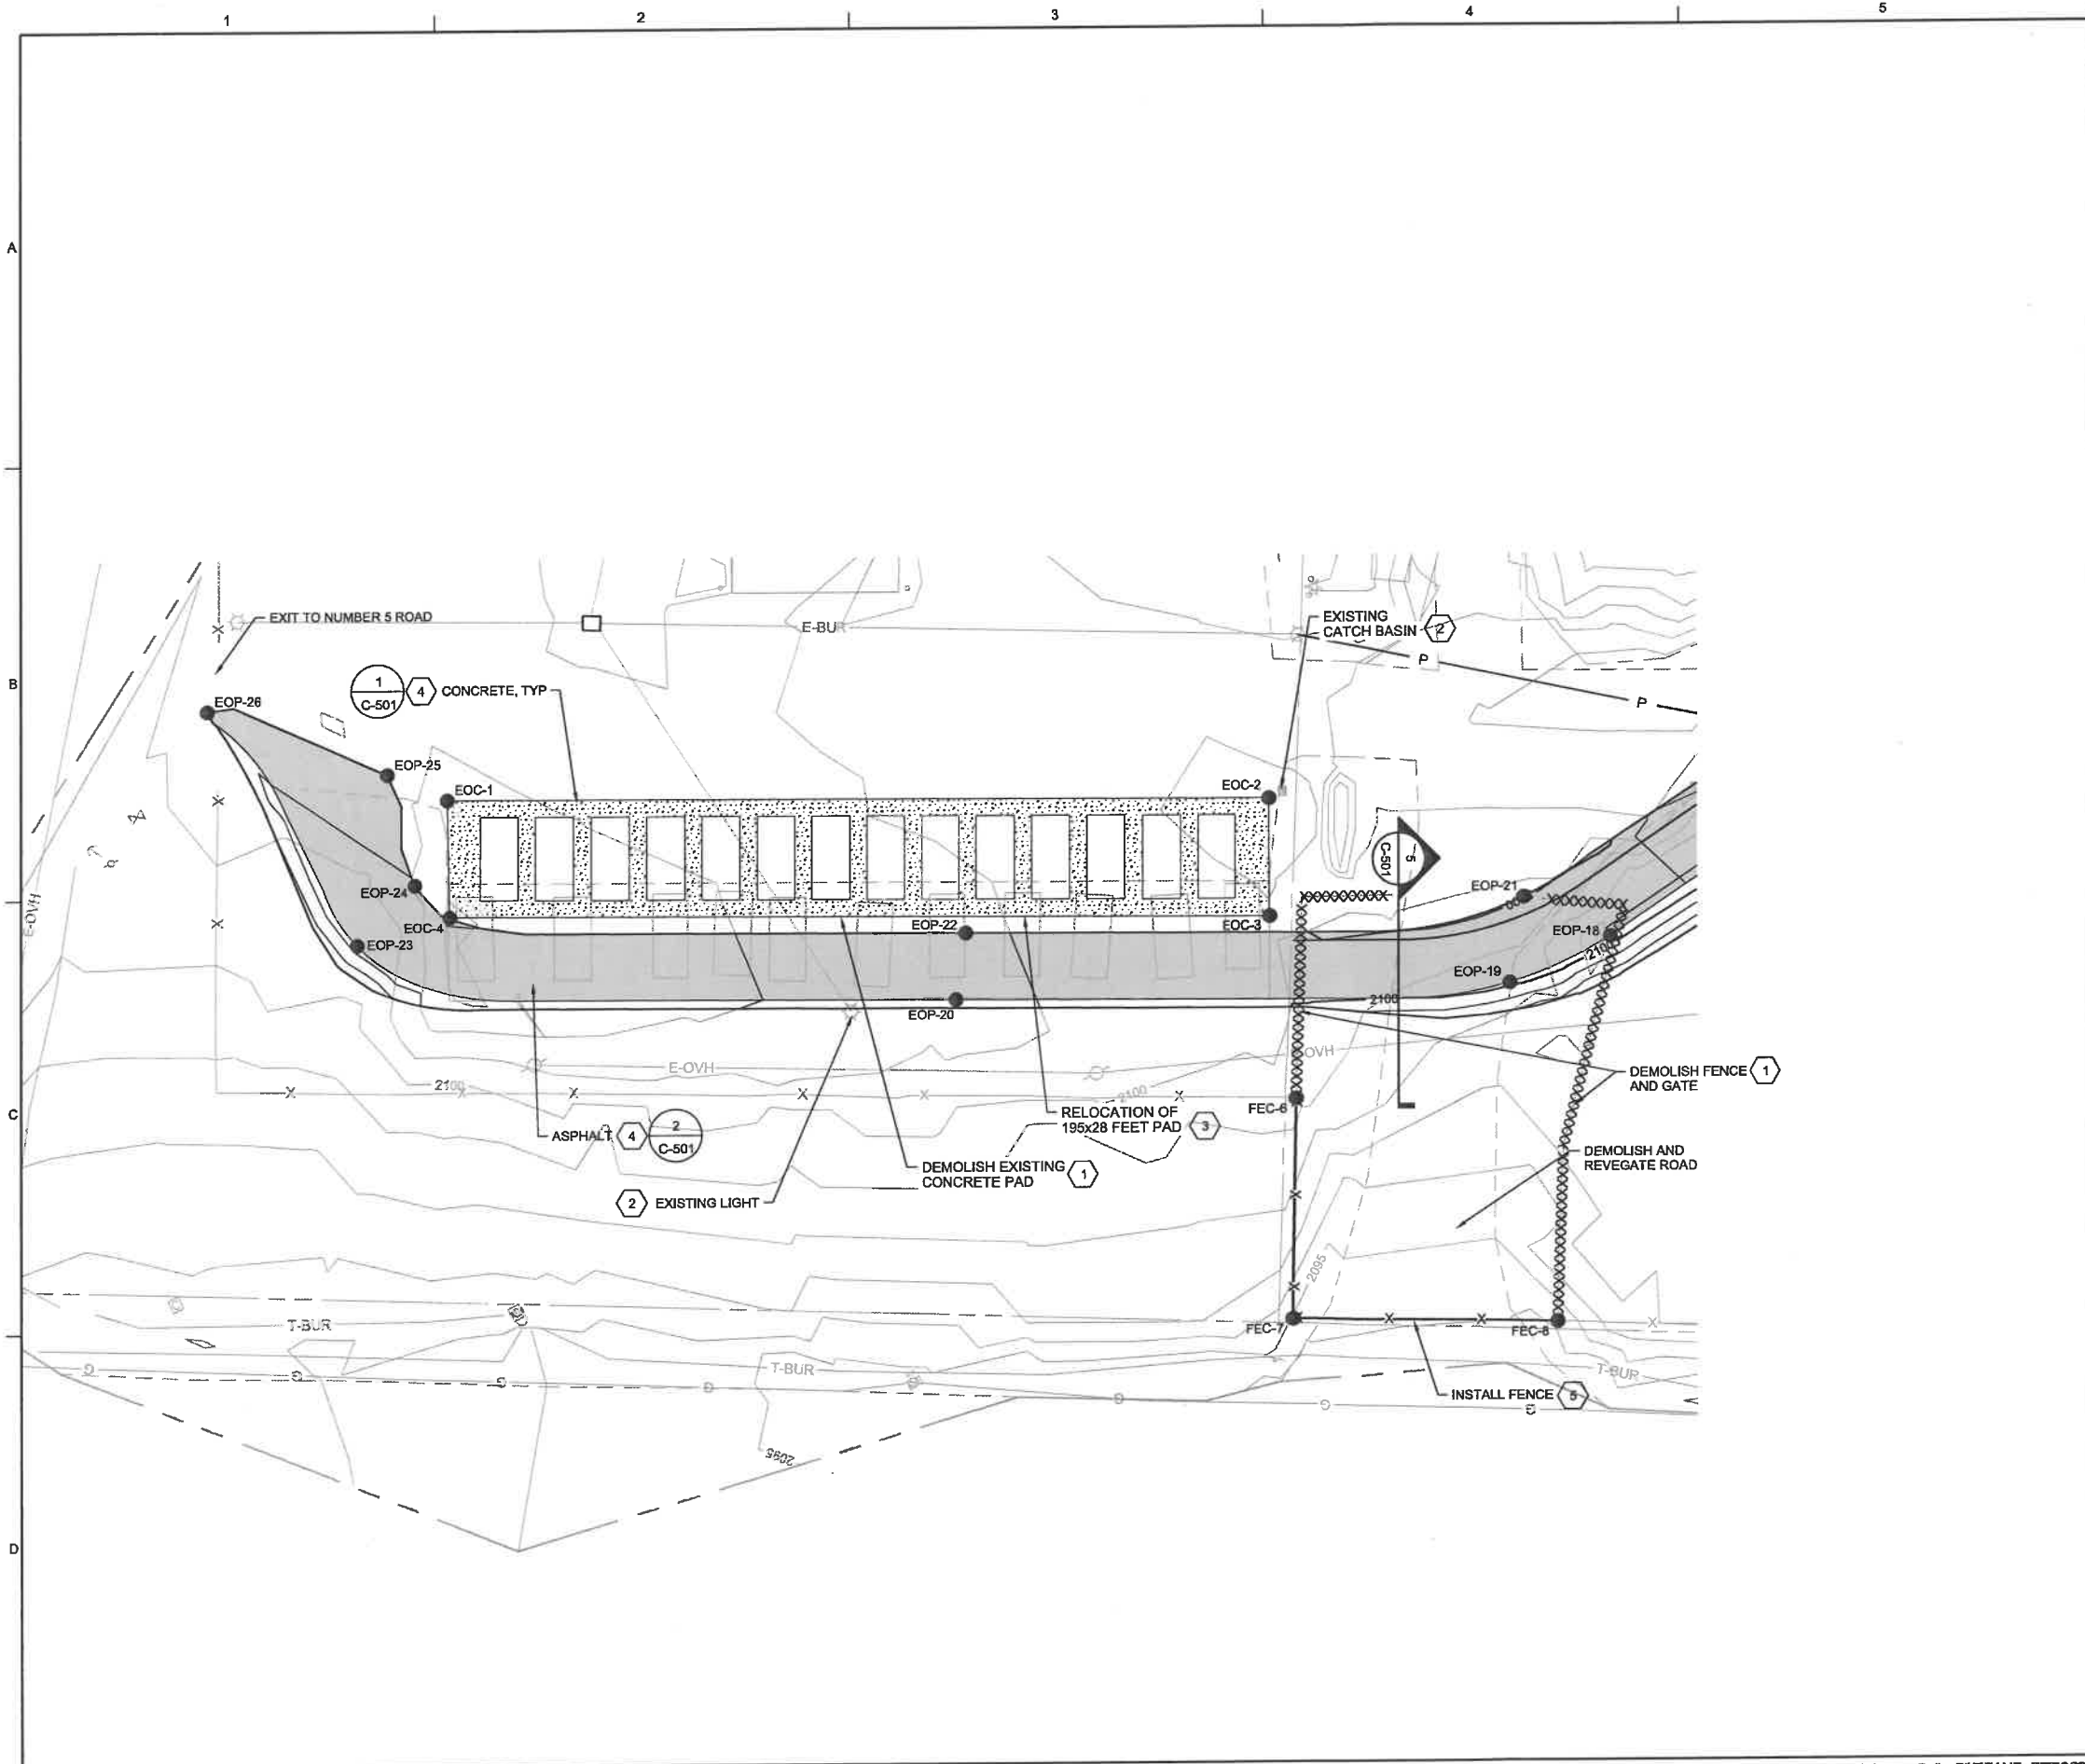 1
2
3
4
5
A
B
C
D
EXIT TO NUMBER 5 ROAD
E-BUR
EXISTING
CATCH BASIN 2
P
P
1
C-501
4
CONCRETE, TYP
EOP-26
EOP-25
EOC-1
EOC-2
5
C-501
EOP-24
EOP-21
EOC-4
EOP-22
EOC-3
EOP-18
EOP-23
2100
EOP-19
2100
EOP-20
E-OVH
E-OVH
OVH
DEMOLISH FENCE 1
AND GATE
2100
X
X
X
X
X
2100
FEC-6
RELOCATION OF
195x28 FEET PAD 3
ASPHALT 4
2
C-501
DEMOLISH EXISTING
CONCRETE PAD 1
DEMOLISH AND
REVEGATE ROAD
2 EXISTING LIGHT
2095
T-BUR
FEC-7
X
X
FEC-8
X
G
G
G
G
T-BUR
G
G
G
T-BUR
INSTALL FENCE 5
2095